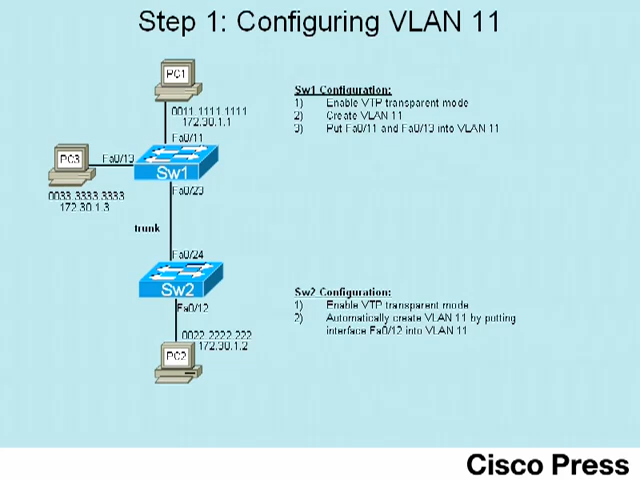 Step 1: Configuring VLAN 11
PC1
0011.1111.1111
172.30.1.1
Fa0/11
PC3
Fa0/13
Sw1
0033.3333.3333
172.30.1.3
Fa0/23
trunk
Fa0/24
Sw2
Fa0/12
0022.2222.222
172.30.1.2
PC2
Sw1 Configuration:
1) Enable VTP transparent mode
2) Create VLAN 11
3) Put Fa0/11 and Fa0/13 into VLAN 11
Sw2 Configuration:
1) Enable VTP transparent mode
2) Automatically create VLAN 11 by putting
interface Fa0/12 into VLAN 11
Cisco Press